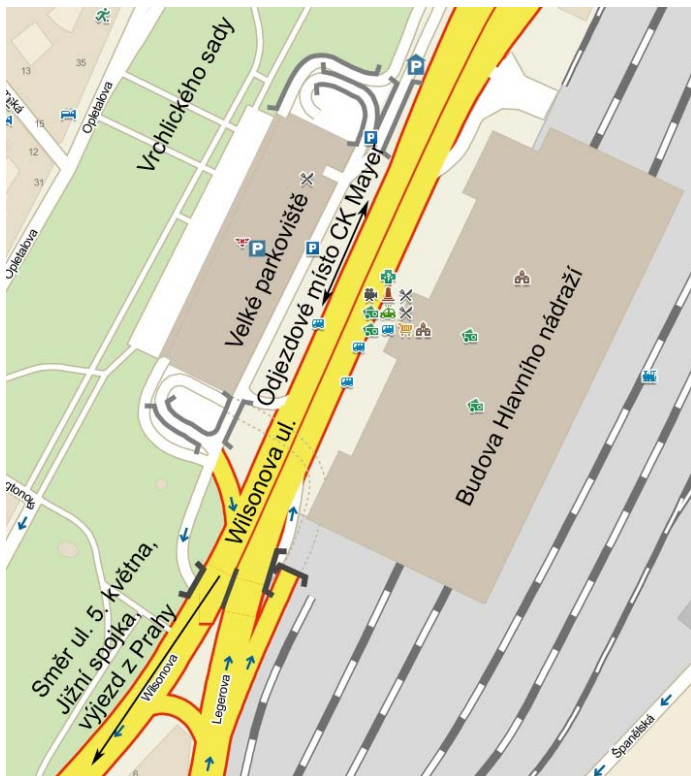 Vrchlického sady
Opletalova
13
35
15
12
31
Opletalova
P
P
Velké parkoviště
P
P
Odjezdové místo CK Mayer
Budova Hlavního nádraží
Wilsonova ul.
Směr ul. 5. května,
Jižní spojka,
výjezd z Prahy
Wilsonova
Legerova
Španělská
6